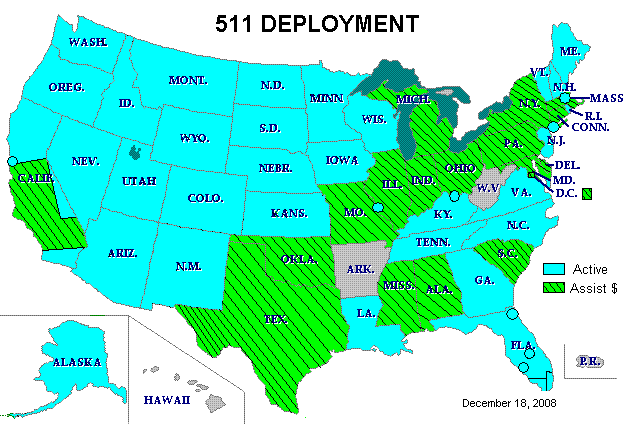 511 DEPLOYMENT
WASH.
ME.
MONT.
N.D.
MINN
VT.
OREG.
ID.
N.H.
MICH.
MASS
N.Y.
R.I.
WIS.
S.D.
CONN.
WYO.
PA.
N.J.
NEV.
IOWA
NEBR.
OHIO
DEL.
CALIF.
UTAH
ILL.
IND.
MD.
W.V
VA.
D.C.
COLO.
KANS.
MO.
KY.
N.C.
TENN.
ARIZ.
OKLA.
S.C.
N.M.
ARK.
Active
GA.
MISS.
ALA.
Assist $
LA.
TEX.
FLA.
ALASKA
P.R.
HAWAII
December 18, 2008